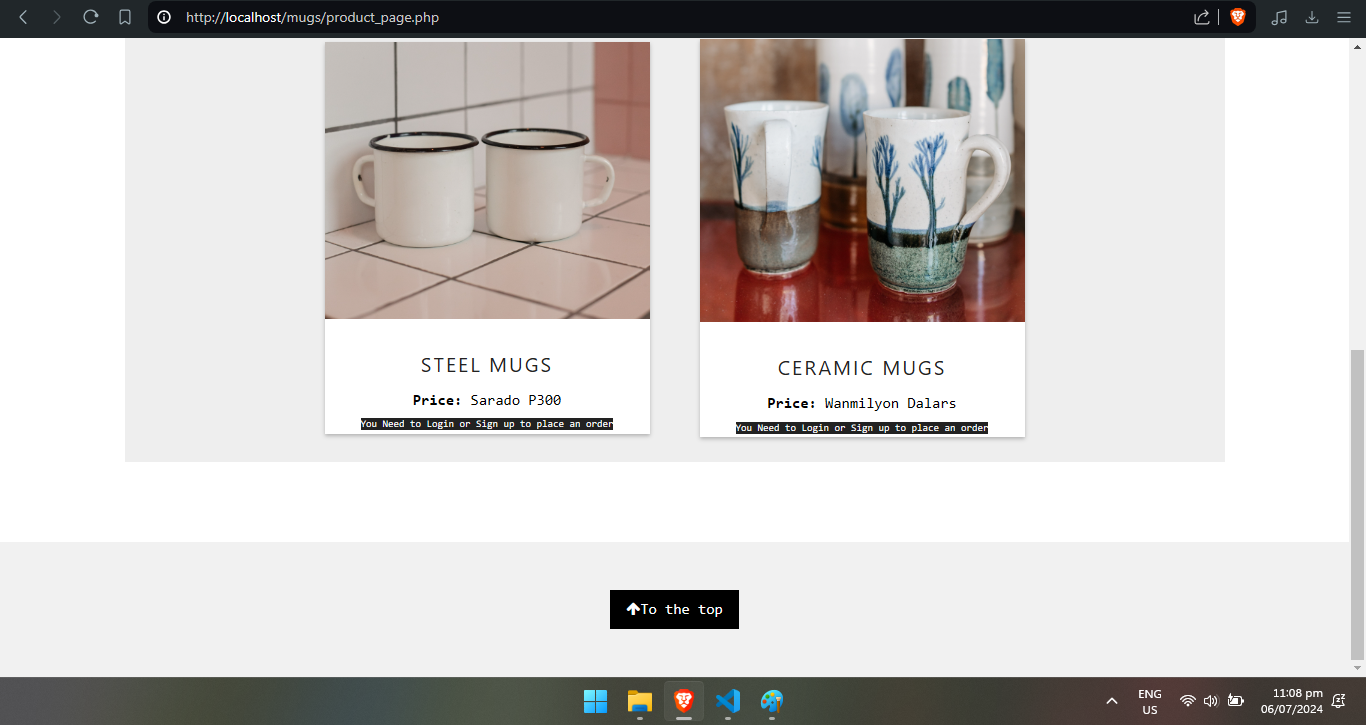 http://localhost/mugs/product_page.php
STEEL MUGS
Price: Sarado P300
You Need to Login or Sign up to place an order
CERAMIC MUGS
Price: Wanmilyon Dalars
You Need to Login or Sign up to place an order
To the top
ENG
US
11:08 pm
06/07/2024